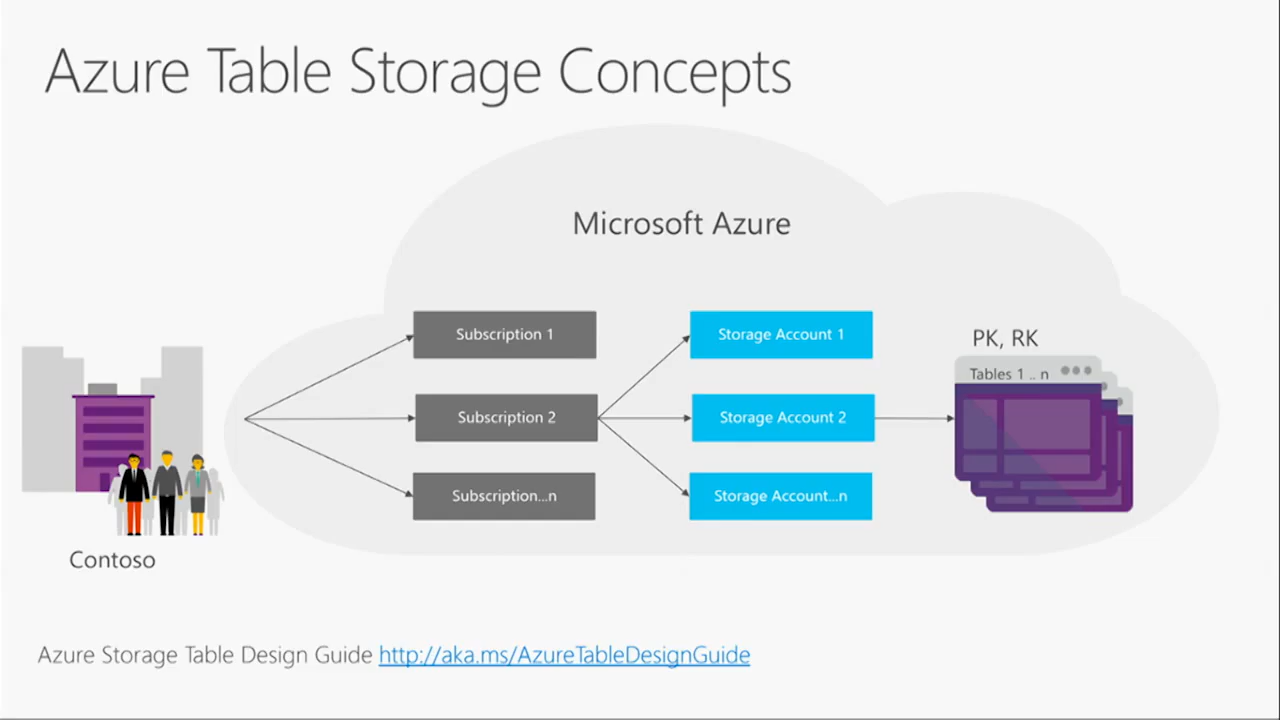 Azure Table Storage Concepts
Microsoft Azure
Subscription 1
Storage Account 1
PK, RK
Tables 1 .. n
Subscription 2
Storage Account 2
Subscription...n
Storage Account...n
Contoso
Azure Storage Table Design Guide http://aka.ms/AzureTableDesignGuide